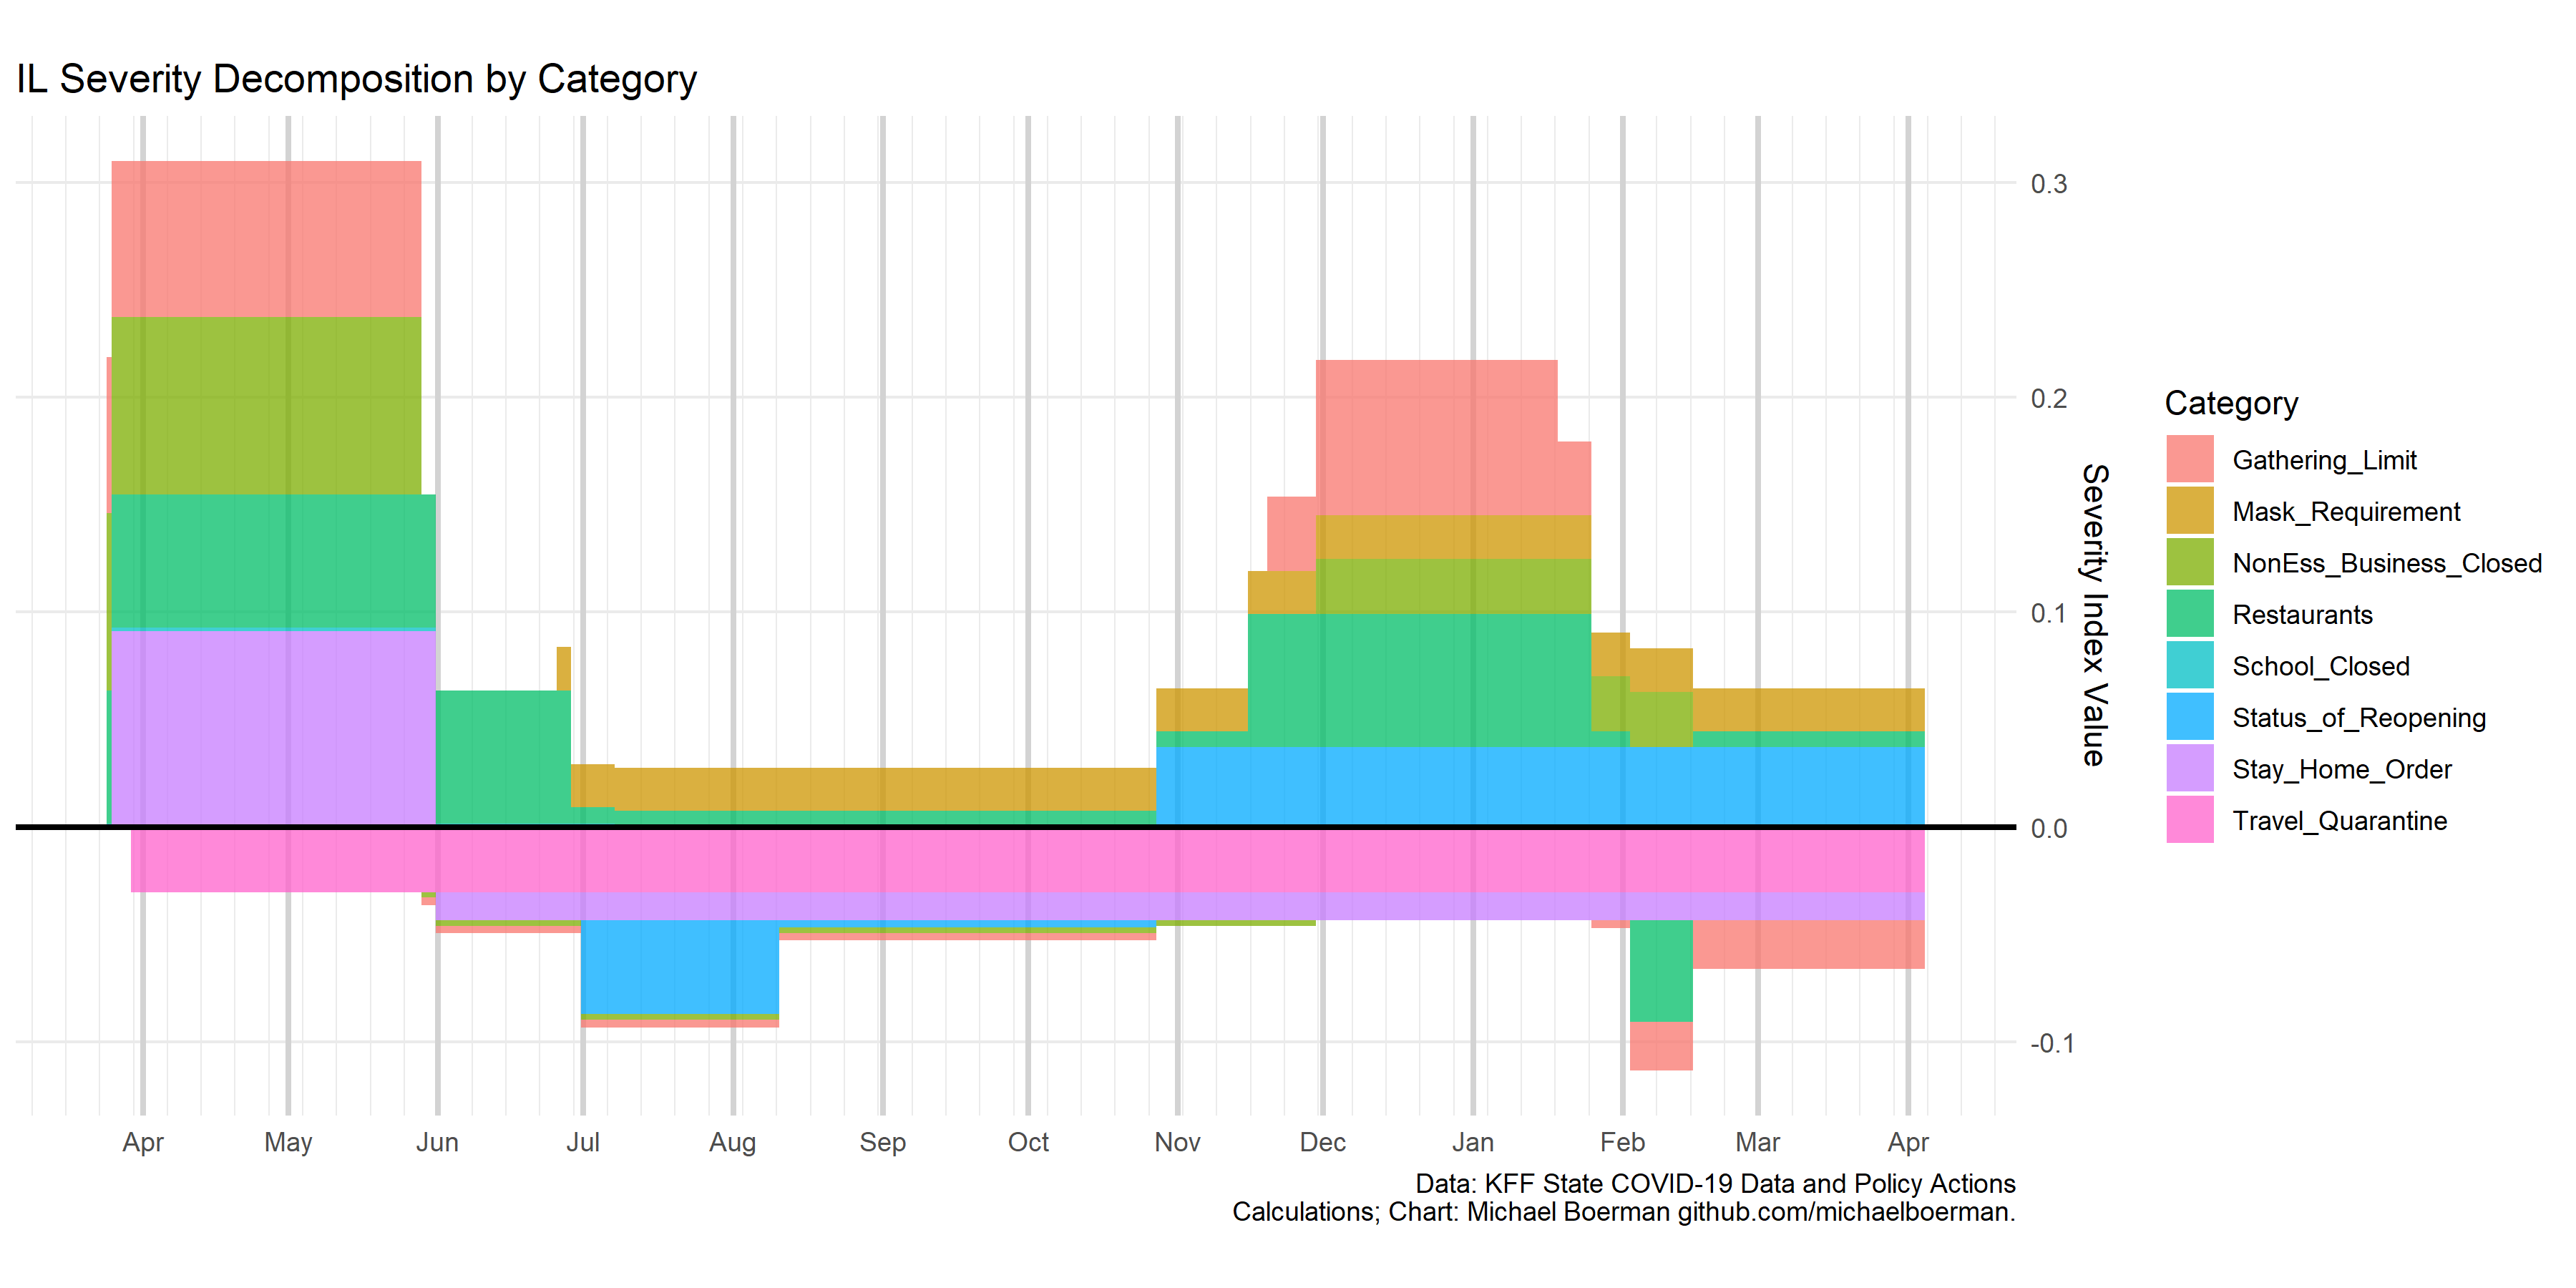 IL Severity Decomposition by Category
0.3
0.2
0.1
0.0
-0.1
Severity Index Value
Apr May Jun Jul Aug Sep Oct Nov Dec Jan Feb Mar Apr
Data: KFF State COVID-19 Data and Policy Actions
Calculations; Chart: Michael Boerman github.com/michaelboerman.
Category
Gathering_Limit
Mask_Requirement
NonEss_Business_Closed
Restaurants
School_Closed
Status_of_Reopening
Stay_Home_Order
Travel_Quarantine